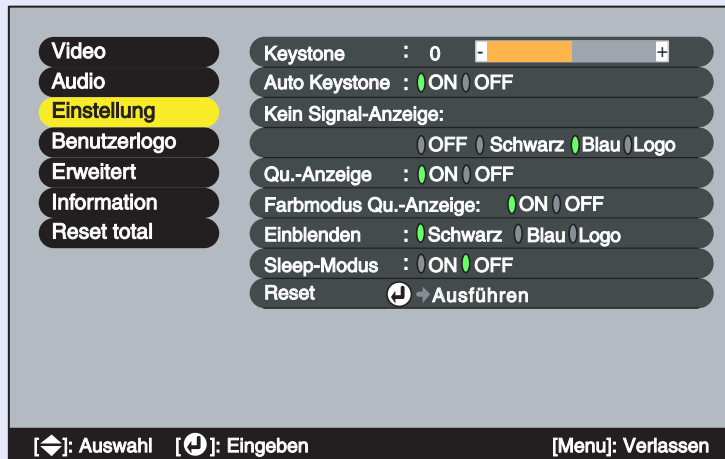 Video
Audio
Einstellung
Benutzerlogo
Erweitert
Information
Reset total
Keystone : 0 - +
Auto Keystone : ON OFF
Kein Signal-Anzeige:
OFF Schwarz Blau Logo
Qu.-Anzeige : ON OFF
Farbmodus Qu.-Anzeige: ON OFF
Einblenden : Schwarz Blau Logo
Sleep-Modus : ON OFF
Reset Ausführen
[ ]: Auswahl [ ]: Eingeben [Menu]: Verlassen